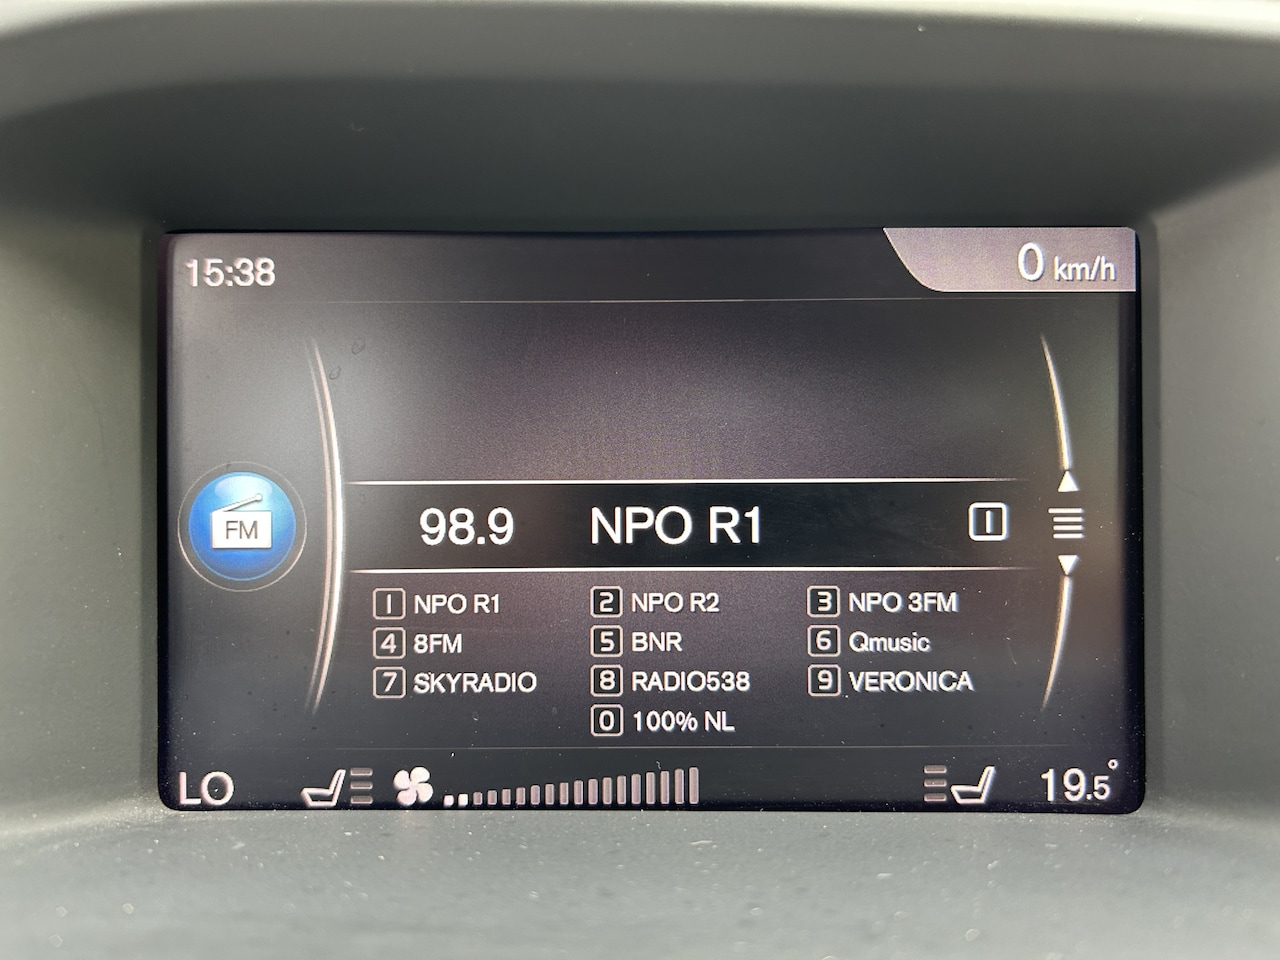 15:38
0 km/h
FM
98.9 NPO R1 1
1 NPO R1 2 NPO R2 3 NPO 3FM
4 8FM 5 BNR 6 Qmusic
7 SKYRADIO 8 RADIO538 9 VERONICA
0 100% NL
LO 19.5°